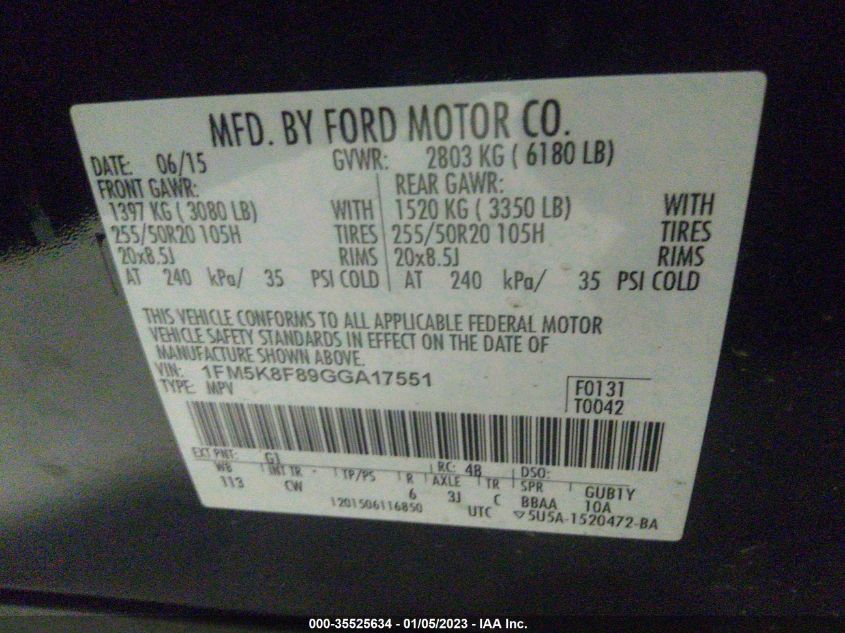 MFD. BY FORD MOTOR CO.
DATE: 06/15 GVWR: 2803 KG ( 6180 LB)
FRONT GAWR: REAR GAWR:
1397 KG ( 3080 LB) WITH 1520 KG ( 3350 LB) WITH
255/50R20 105H TIRES 255/50R20 105H TIRES
20x8.5J RIMS 20x8.5J RIMS
AT 240 kPa/ 35 PSI COLD AT 240 kPa/ 35 PSI COLD
THIS VEHICLE CONFORMS TO ALL APPLICABLE FEDERAL MOTOR
VEHICLE SAFETY STANDARDS IN EFFECT ON THE DATE OF
MANUFACTURE SHOWN ABOVE.
VIN: 1FM5K8F89GGA17551
TYPE: MPV
F0131
T0042
EXT PNT: G1 RC: 48 DSO:
WB INT TR TP/PS R AXLE TR SPR GUB1Y
113 CW 6 3J C BBAA 10A
1201506116850 UTC 5U5A-1520472-BA
000-35525634 - 01/05/2023 - IAA Inc.